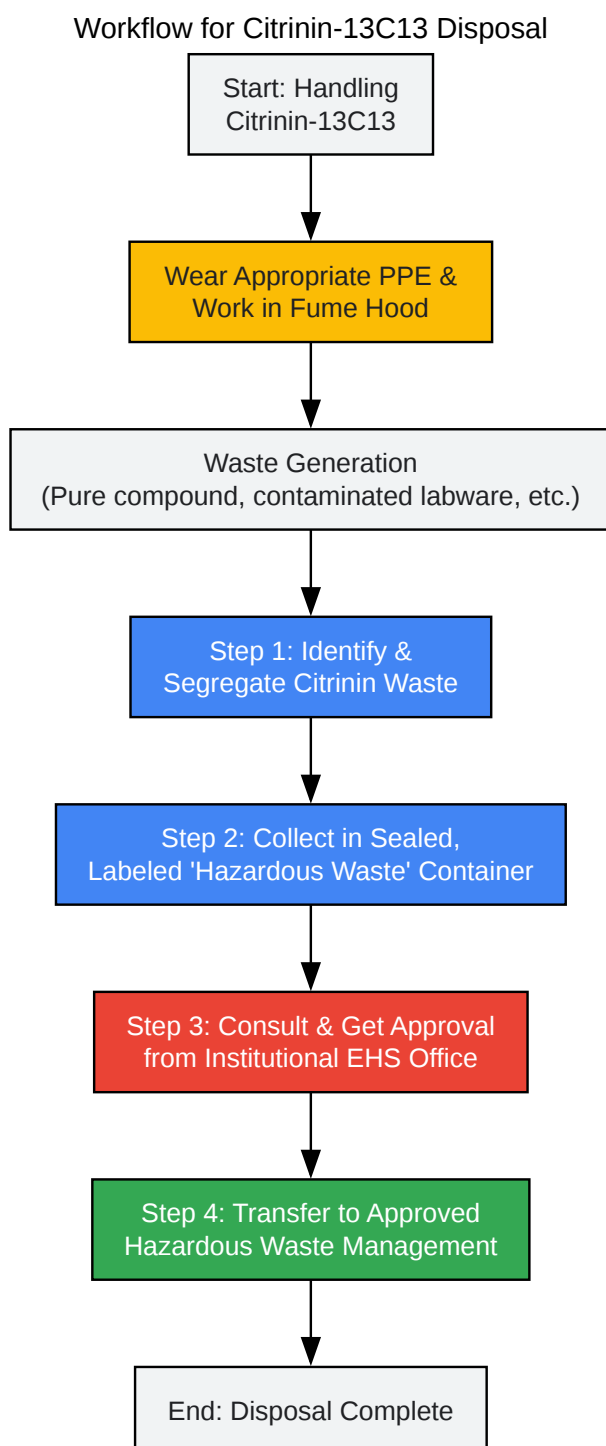 Workflow for Citrinin-13C13 Disposal
Start: Handling
Citrinin-13C13
Wear Appropriate PPE &
Work in Fume Hood
Waste Generation
(Pure compound, contaminated labware, etc.)
Step 1: Identify &
Segregate Citrinin Waste
Step 2: Collect in Sealed,
Labeled 'Hazardous Waste' Container
Step 3: Consult & Get Approval
from Institutional EHS Office
Step 4: Transfer to Approved
Hazardous Waste Management
End: Disposal Complete